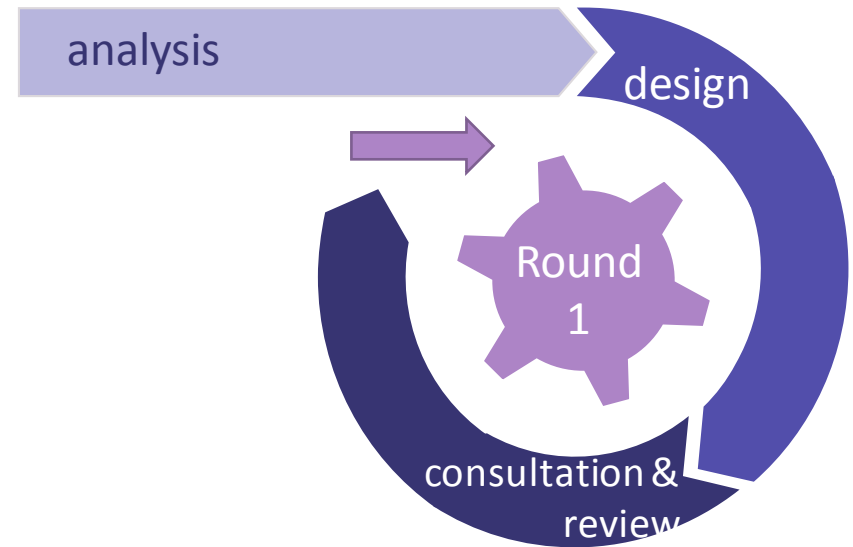 analysis
design
Round
1
consultation &
review